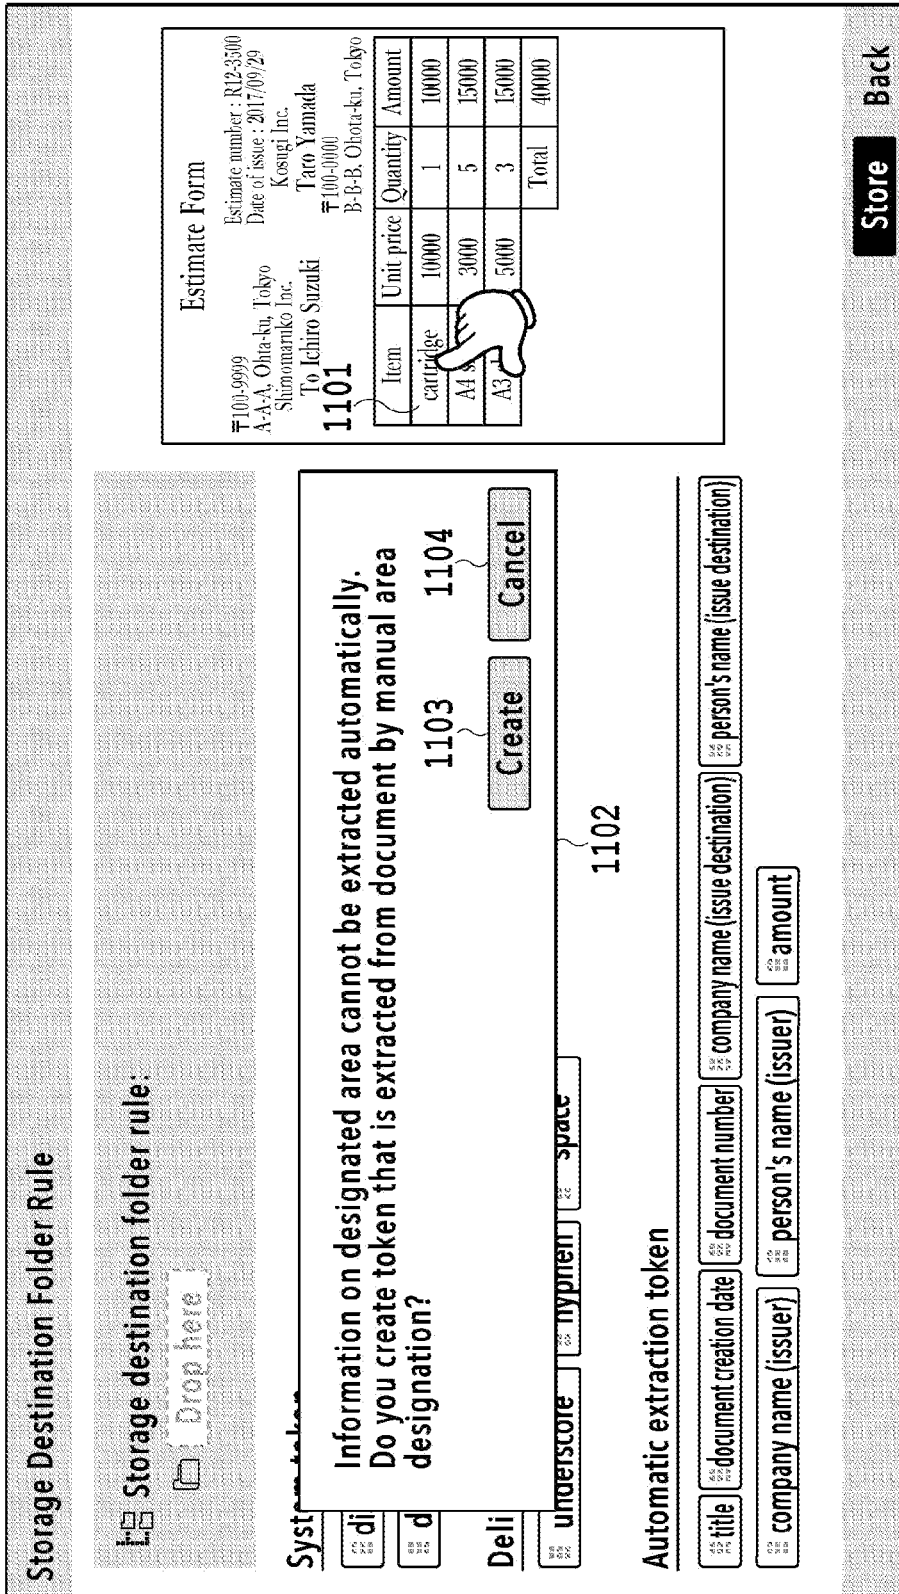 Storage Destination Folder Rule
Storage destination folder rule:
Drop here
Syst
di
d
Deli
underscore
hyphen
space
Information on designated area cannot be extracted automatically.
Do you create token that is extracted from document by manual area
designation?
1103
1104
Create
Cancel
1102
Automatic extraction token
title
document creation date
document number
company name (issue destination)
person's name (issue destination)
company name (issuer)
person's name (issuer)
amount
Estimate Form
〒100-9999
A-A-A, Ohta-ku, Tokyo
Shimomaruko Inc.
To Ichiro Suzuki
Estimate number : R12-3500
Date of issue : 2017/09/29
Kosugi Inc.
Taro Yamada
〒100-0000
B-B-B, Ohota-ku, Tokyo
1101
Item Unit price Quantity Amount
cartridge 10000 1 10000
A4 s 3000 5 15000
A3 5000 3 15000
Total 40000
Store
Back